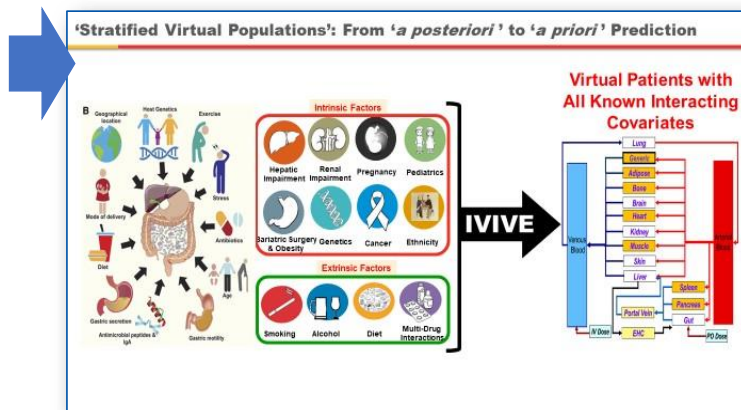 'Stratified Virtual Populations': From 'a posteriori' to 'a priori' Prediction
B
Geographical
location
Host Genetics
Exercise
Stress
Mode of delivery
Antibiotics
Diet
Age
Gastric secretion
Antimicrobial peptides &
IgA
Gastric motility
Intrinsic Factors
Hepatic
Impairment
Renal
Impairment
Pregnancy
Pediatrics
Bariatric Surgery
& Obesity
Genetics
Cancer
Ethnicity
Extrinsic Factors
Smoking
Alcohol
Diet
Multi-Drug
Interactions
IVIVE
Virtual Patients with
All Known Interacting
Covariates
Lung
Generic
Adipose
Bone
Brain
Heart
Kidney
Muscle
Skin
Liver
Spleen
Pancreas
Portal Vein
Gut
EHC
Venous
Blood
Arterial
Blood
IV Dose
PO Dose